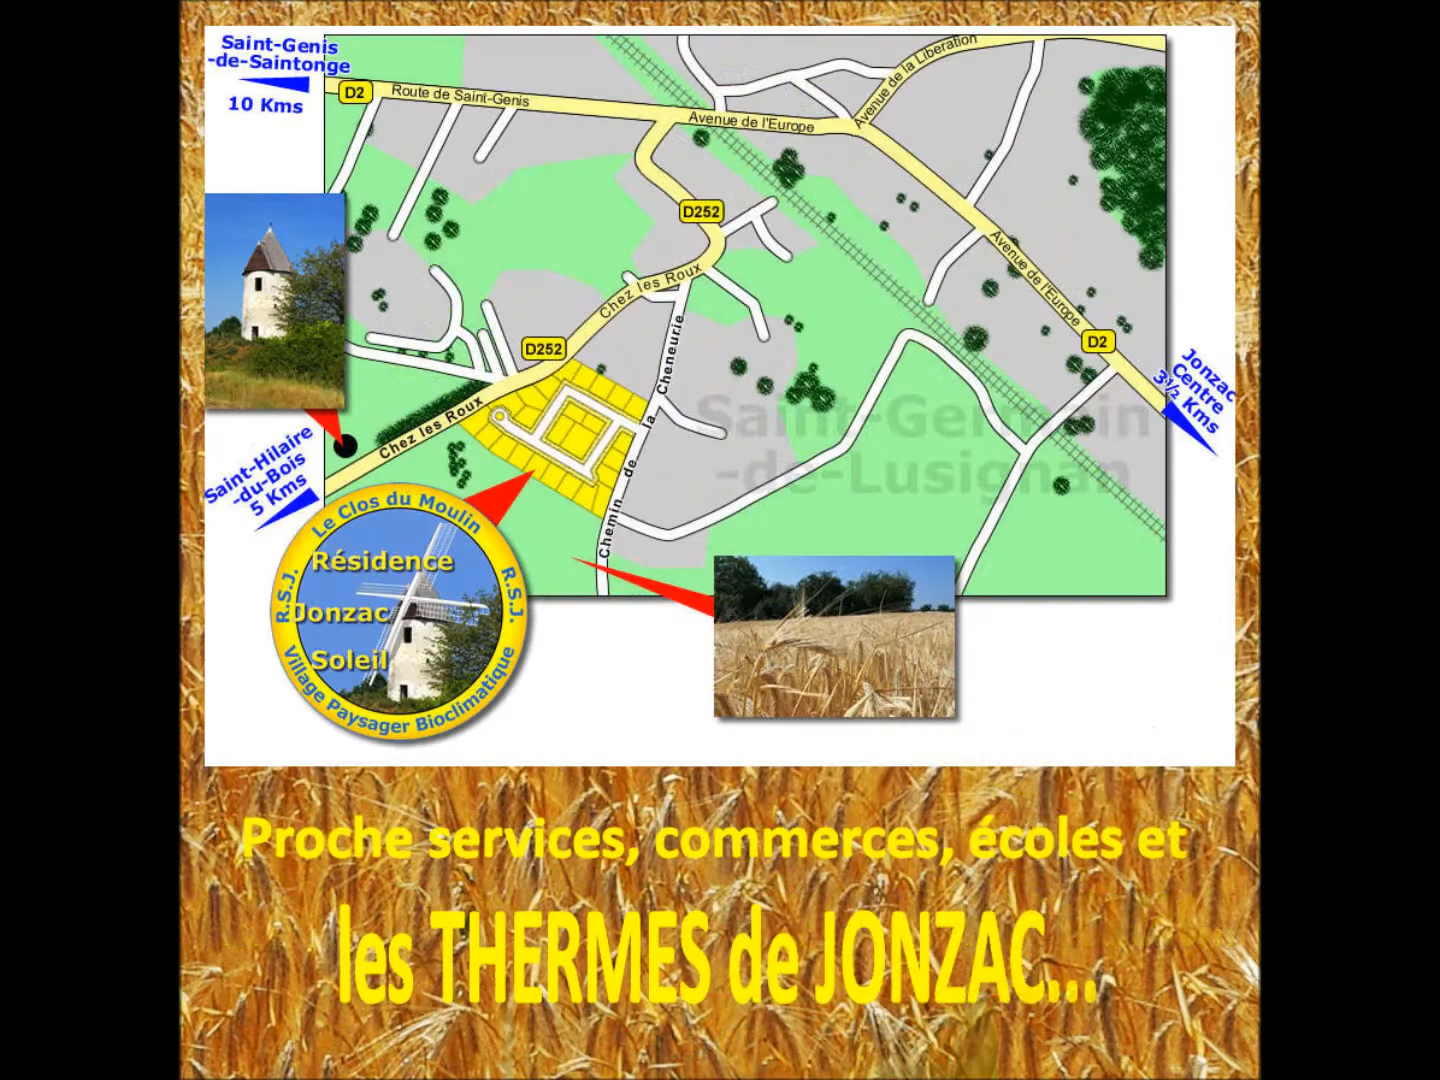 Saint-Genis
-de-Saintonge
10 Kms
D2
Route de Saint-Genis
Avenue de l'Europe
Avenue de la Liberation
D252
Chez les Roux
Avenue de l'Europe
D2
D252
Chemin de la Cheneurie
Jonzac
Centre
3½ Kms
Chez les Roux
Saint-Germain
-de-Lusignan
Saint-Hilaire
-du-Bois
5 Kms
Le Clos du Moulin
Résidence
Jonzac
Soleil
R.S.J.
R.S.J.
Village Paysager Bioclimatique
Proche services, commerces, écoles et
les THERMES de JONZAC...